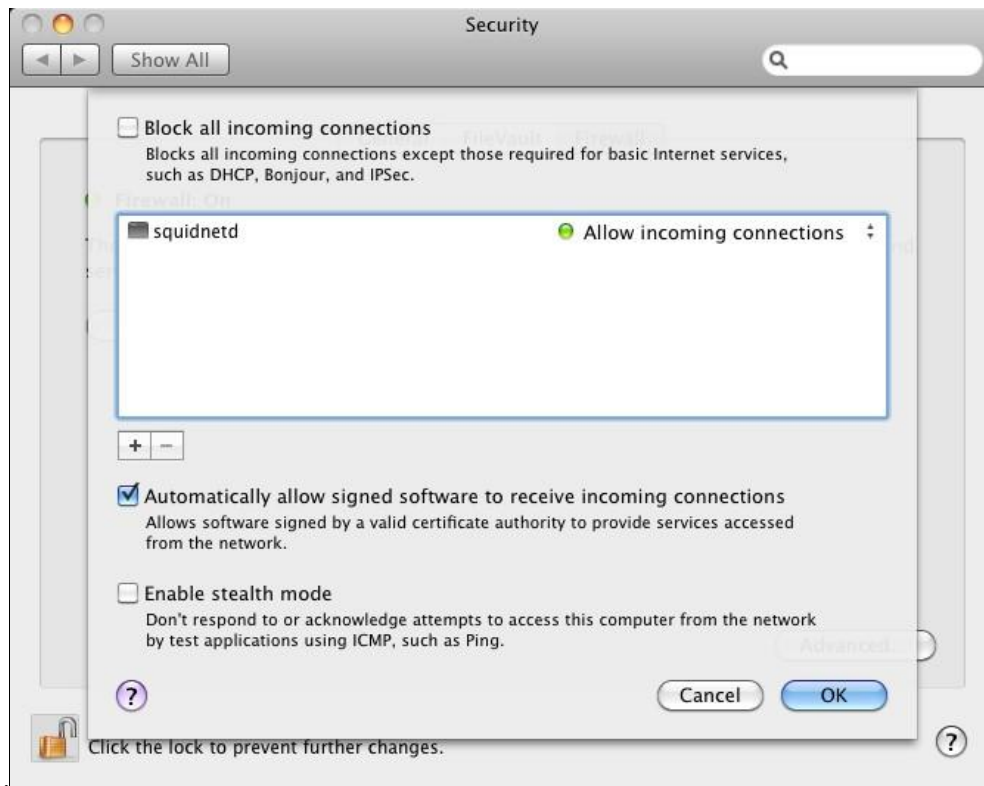 Security
Show All
General FileVault Firewall
Block all incoming connections
Blocks all incoming connections except those required for basic Internet services,
such as DHCP, Bonjour, and IPSec.
Firewall: On
squidnetd
Allow incoming connections
+ −
Automatically allow signed software to receive incoming connections
Allows software signed by a valid certificate authority to provide services accessed
from the network.
Enable stealth mode
Don't respond to or acknowledge attempts to access this computer from the network
by test applications using ICMP, such as Ping.
Advanced...
? Cancel OK
Click the lock to prevent further changes.
?